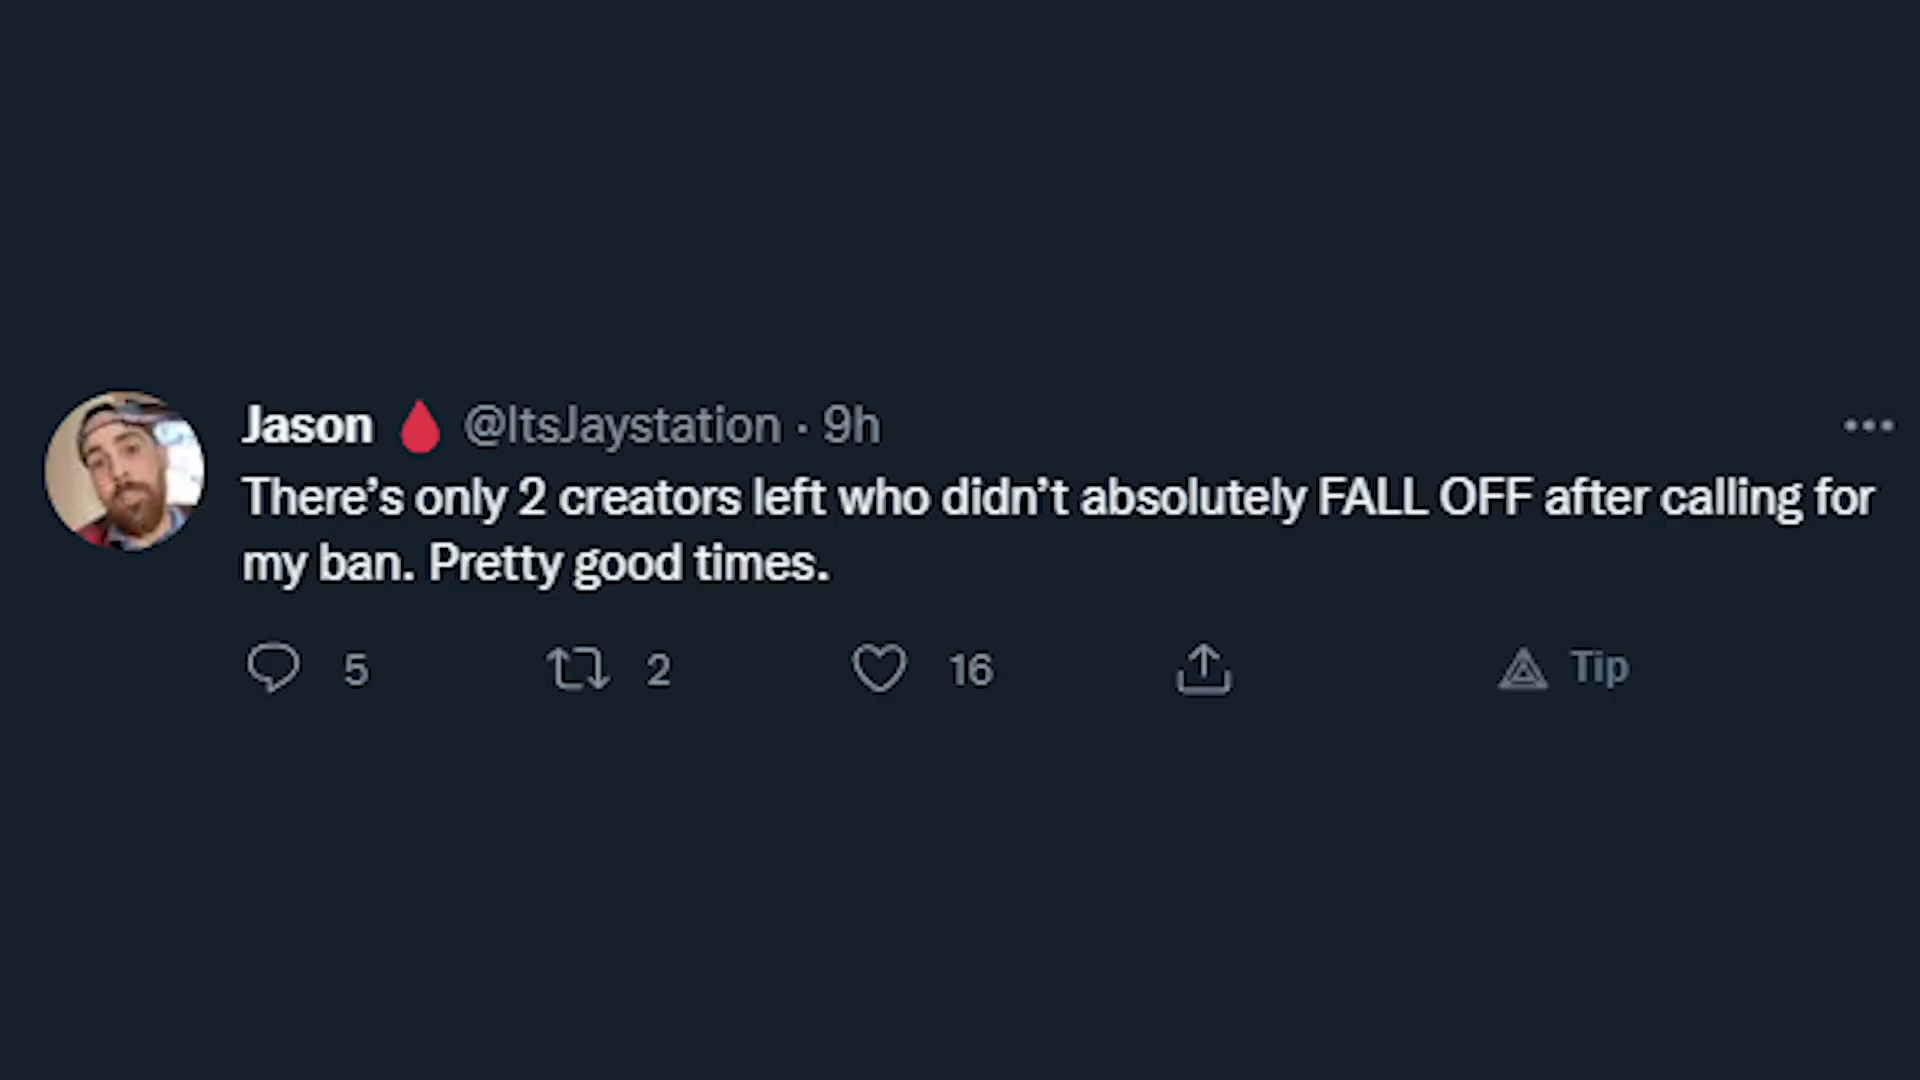 Jason @ItsJaystation · 9h
There’s only 2 creators left who didn’t absolutely FALL OFF after calling for
my ban. Pretty good times.
5 2 16 Tip